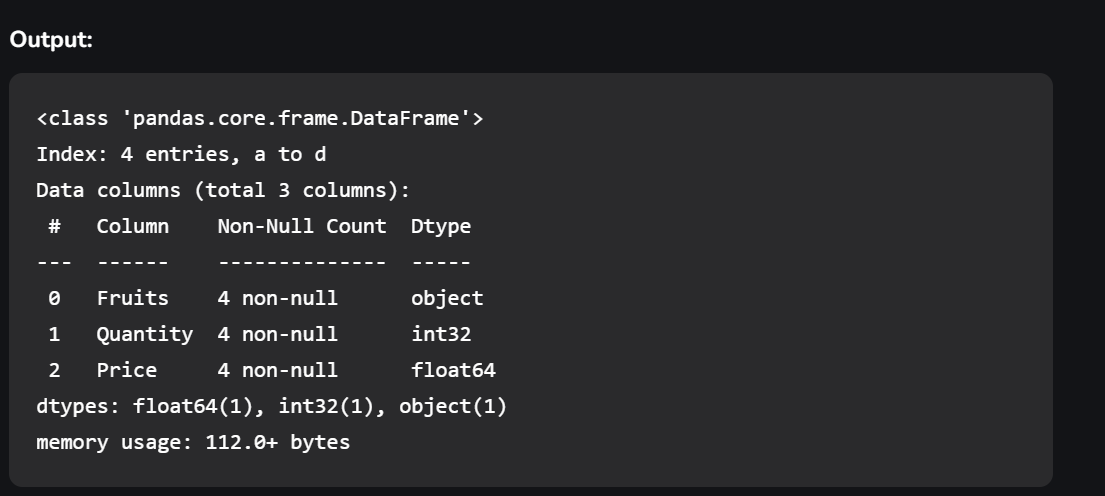 Output:
<class 'pandas.core.frame.DataFrame'>
Index: 4 entries, a to d
Data columns (total 3 columns):
 #   Column    Non-Null Count  Dtype
---  ------    --------------  -----
 0   Fruits    4 non-null      object
 1   Quantity  4 non-null      int32
 2   Price     4 non-null      float64
dtypes: float64(1), int32(1), object(1)
memory usage: 112.0+ bytes